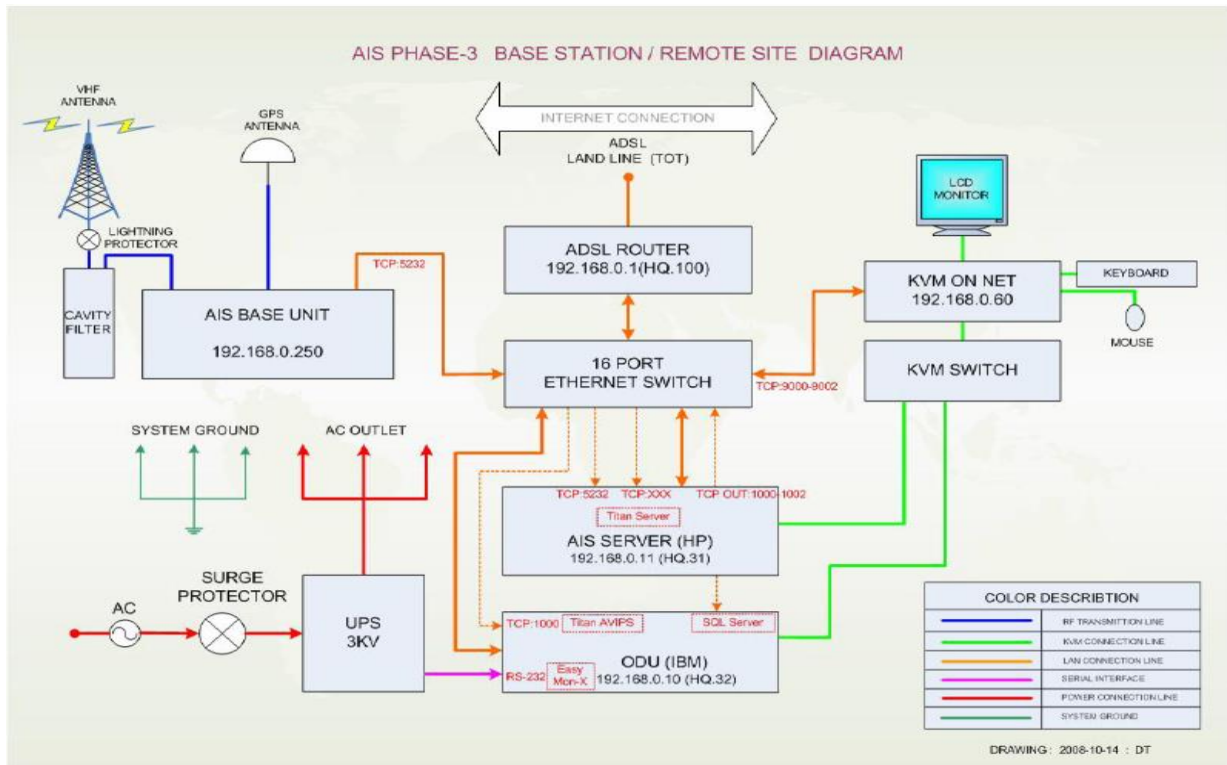 AIS PHASE-3 BASE STATION / REMOTE SITE DIAGRAM
VHF
ANTENNA
GPS
ANTENNA
INTERNET CONNECTION
ADSL
LAND LINE (TOT)
LCD
MONITOR
LIGHTNING
PROTECTOR
TCP:5232
ADSL ROUTER
192.168.0.1(HQ.100)
KVM ON NET
192.168.0.60
KEYBOARD
MOUSE
CAVITY
FILTER
AIS BASE UNIT
192.168.0.250
16 PORT
ETHERNET SWITCH
TCP:9000-9002
KVM SWITCH
SYSTEM GROUND
AC OUTLET
TCP:5232
TCP:XXX
TCP OUT:1000-1002
Titan Server
AIS SERVER (HP)
192.168.0.11 (HQ.31)
AC
SURGE
PROTECTOR
UPS
3KV
TCP:1000
Titan AVIPS
SQL Server
ODU (IBM)
192.168.0.10 (HQ.32)
RS-232
Easy
Mon-X
COLOR DESCRIBTION
RF TRANSMITTION LINE
KVM CONNECTION LINE
LAN CONNECTION LINE
SERIAL INTERFACE
POWER CONNECTION LINE
SYSTEM GROUND
DRAWING : 2008-10-14 : DT